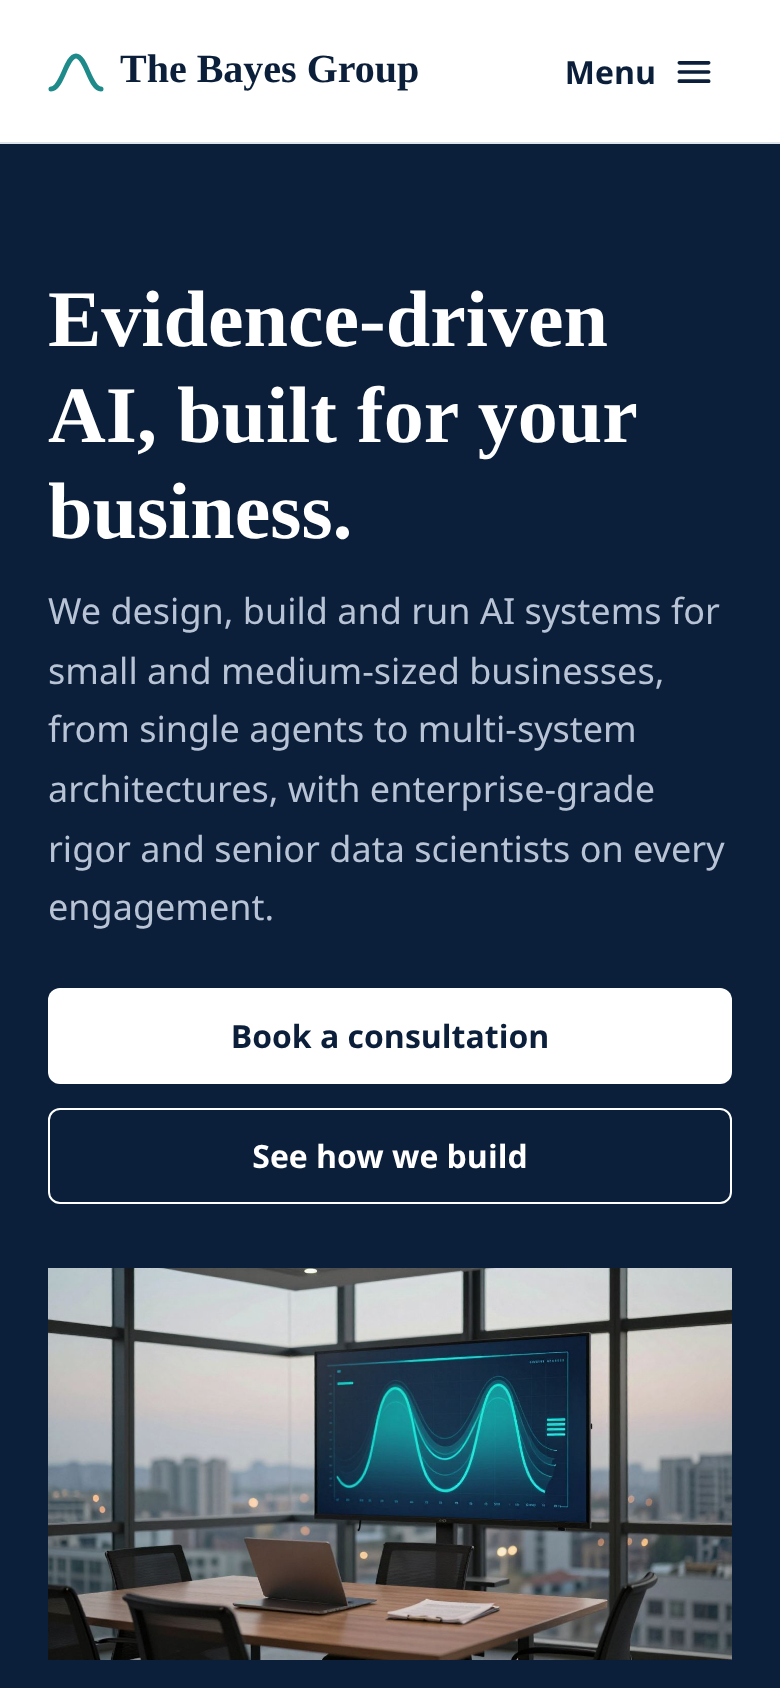 The Bayes Group
Menu
Evidence-driven
AI, built for your
business.
We design, build and run AI systems for
small and medium-sized businesses,
from single agents to multi-system
architectures, with enterprise-grade
rigor and senior data scientists on every
engagement.
Book a consultation
See how we build